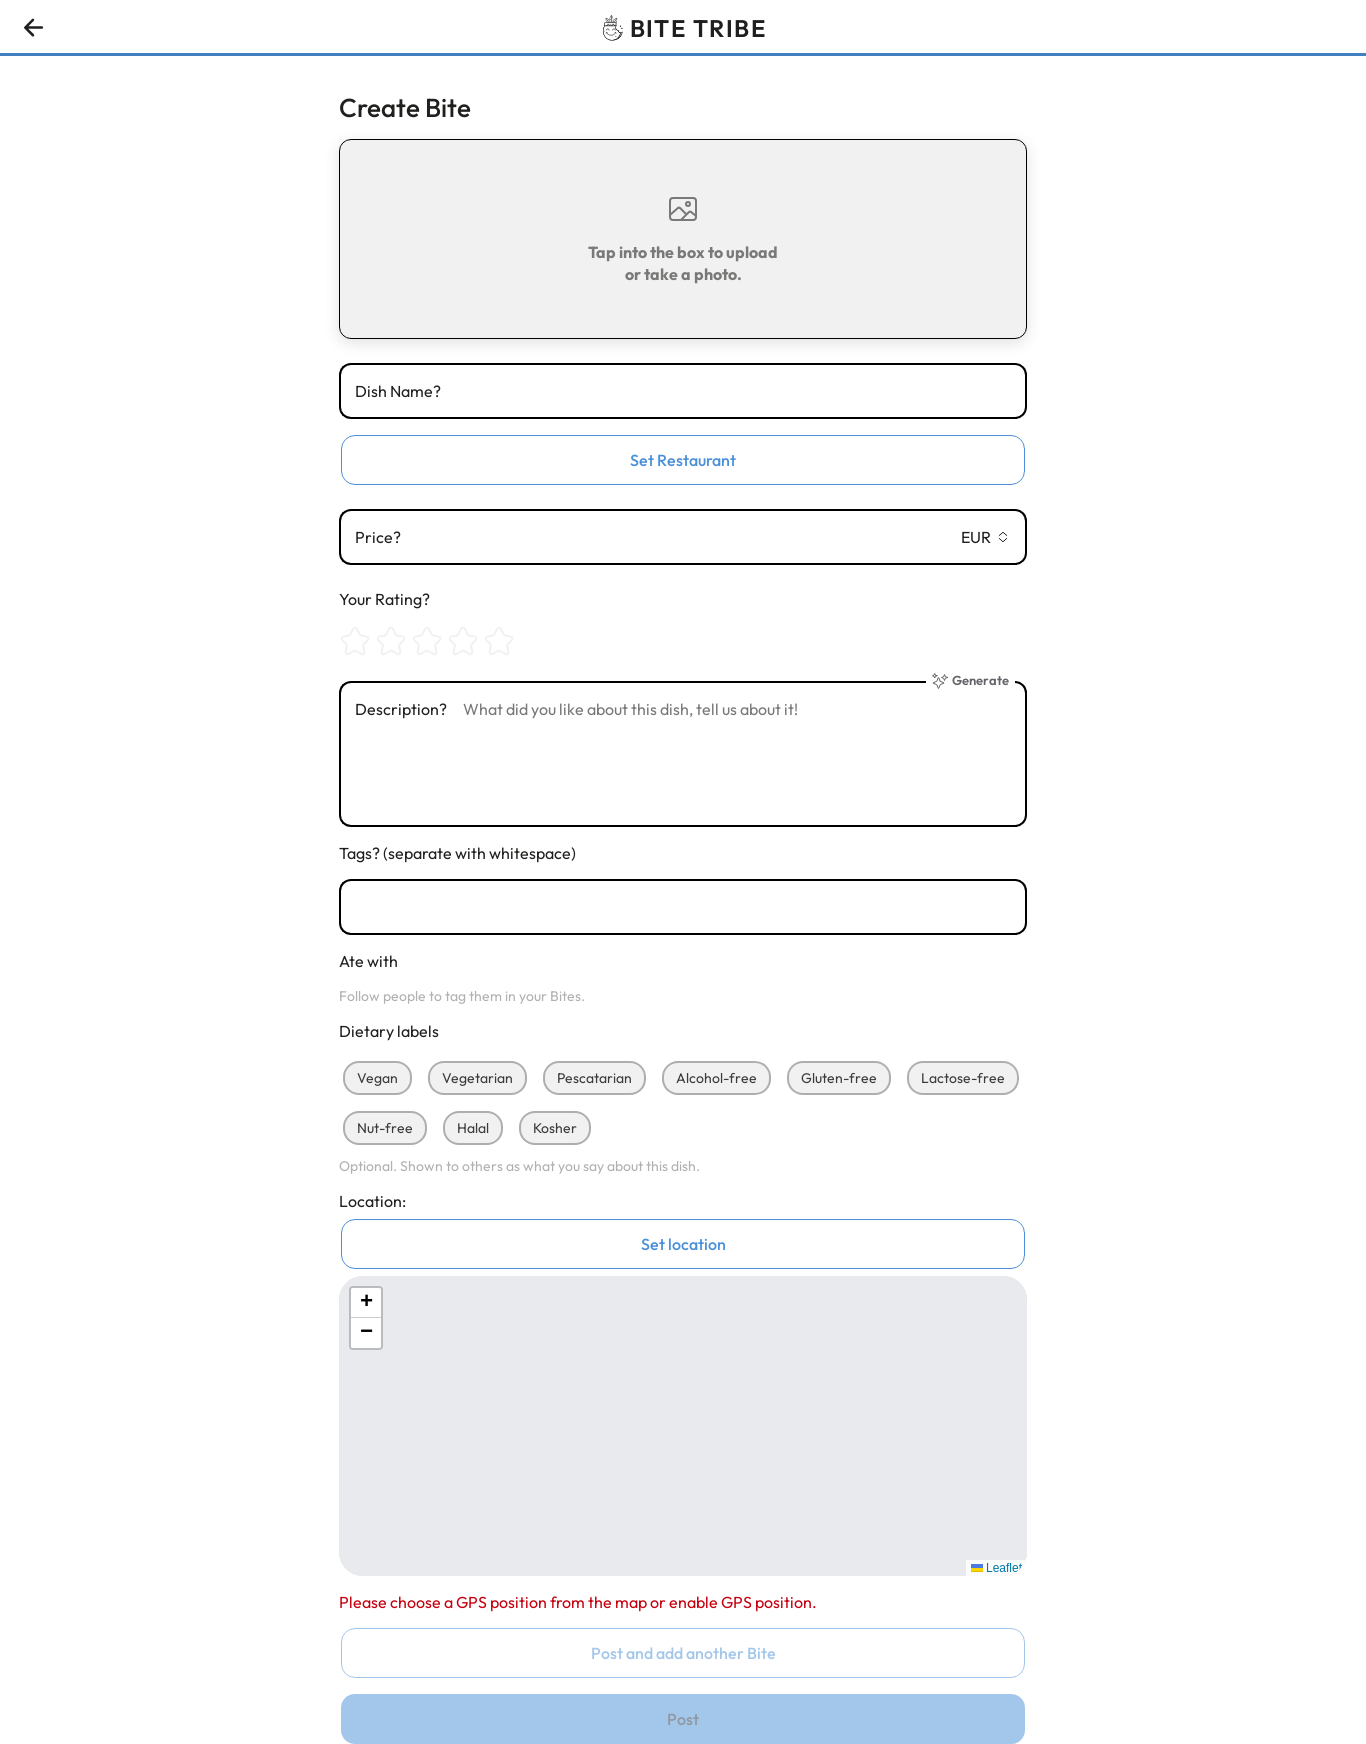 BITE TRIBE
Create Bite
Tap into the box to upload
or take a photo.
Dish Name?
Set Restaurant
Price?
EUR
Your Rating?
Generate
Description?
What did you like about this dish, tell us about it!
Tags? (separate with whitespace)
Ate with
Follow people to tag them in your Bites.
Dietary labels
Vegan Vegetarian Pescatarian Alcohol-free Gluten-free Lactose-free
Nut-free Halal Kosher
Optional. Shown to others as what you say about this dish.
Location:
Set location
+
−
Leaflet
Please choose a GPS position from the map or enable GPS position.
Post and add another Bite
Post